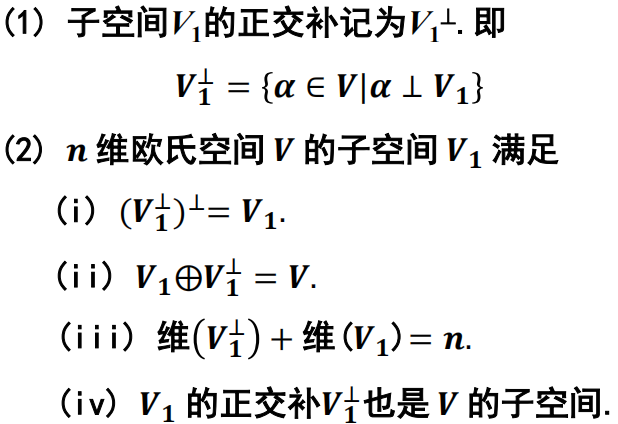 (1) 子空间V₁的正交补记为V₁⊥. 即
V₁⊥ = {α ∈ V|α ⊥ V₁}
(2) n 维欧氏空间 V 的子空间 V₁ 满足
(i) (V₁⊥)⊥= V₁.
(ii) V₁⊕V₁⊥ = V.
(iii) 维(V₁⊥) + 维(V₁) = n.
(iv) V₁ 的正交补V₁⊥也是 V 的子空间.